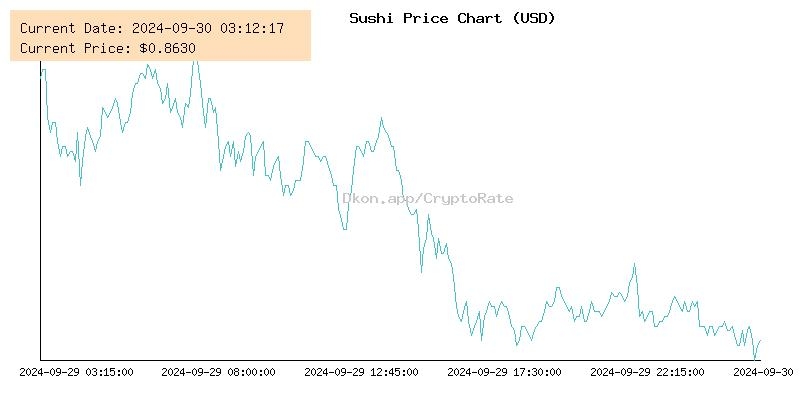 Sushi Price Chart (USD)
Current Date: 2024-09-30 03:12:17
Current Price: $0.8630
Dkon.app/CryptoRate
2024-09-29 03:15:00
2024-09-29 08:00:00
2024-09-29 12:45:00
2024-09-29 17:30:00
2024-09-29 22:15:00
2024-09-30